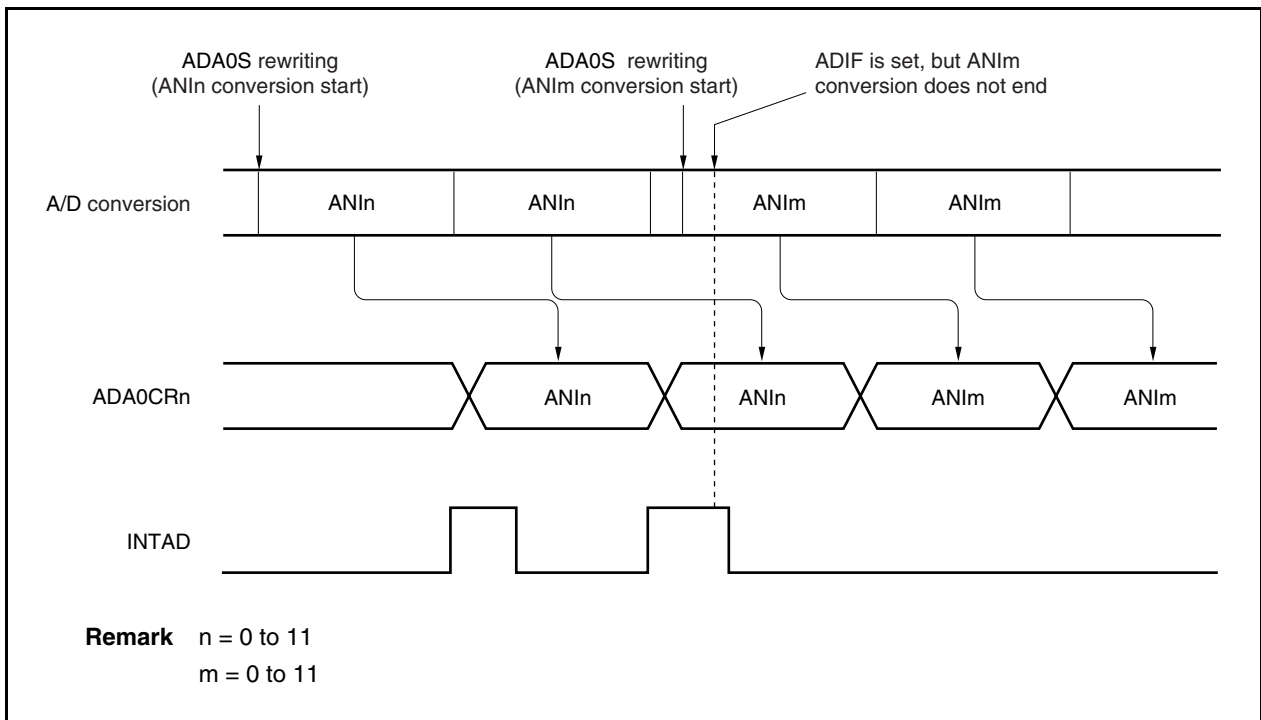 ADA0S rewriting
(ANIn conversion start)
ADA0S rewriting
(ANIm conversion start)
ADIF is set, but ANIm
conversion does not end
A/D conversion
ANIn
ANIn
ANIm
ANIm
ADA0CRn
ANIn
ANIn
ANIm
ANIm
INTAD
Remark n = 0 to 11
m = 0 to 11